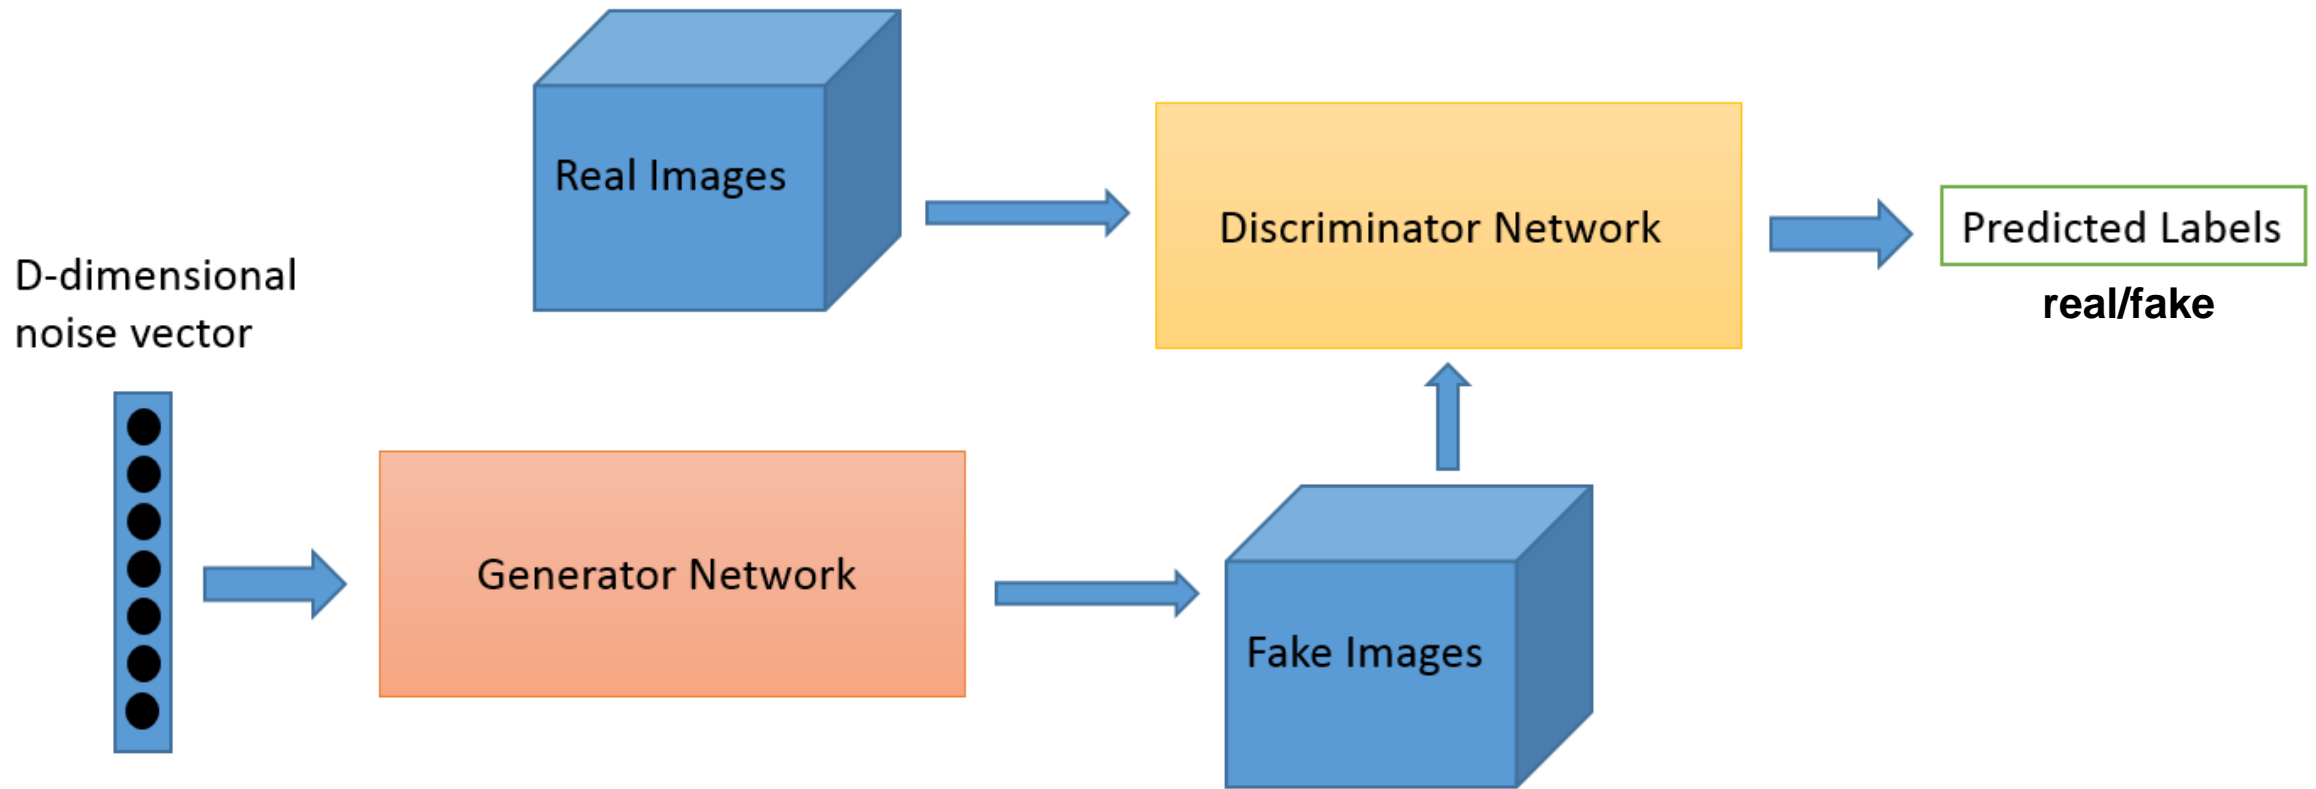 Real Images
Discriminator Network
Predicted Labels
real/fake
D-dimensional
noise vector
Generator Network
Fake Images